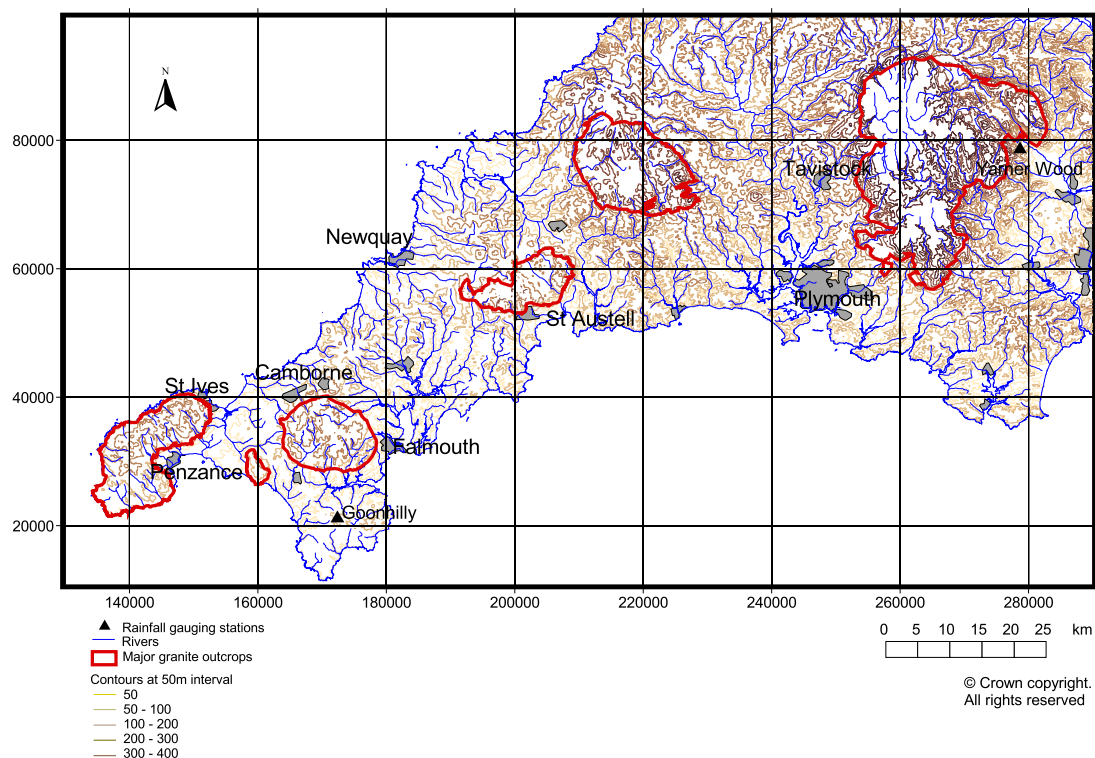 N
80000
Tavistock
Yarner Wood
Newquay
60000
Plymouth
St Austell
Camborne
St Ives
40000
Falmouth
Penzance
Goonhilly
20000
140000 160000 180000 200000 220000 240000 260000 280000
Rainfall gauging stations
Rivers
Major granite outcrops
Contours at 50m interval
50
50 - 100
100 - 200
200 - 300
300 - 400
0 5 10 15 20 25 km
© Crown copyright.
All rights reserved